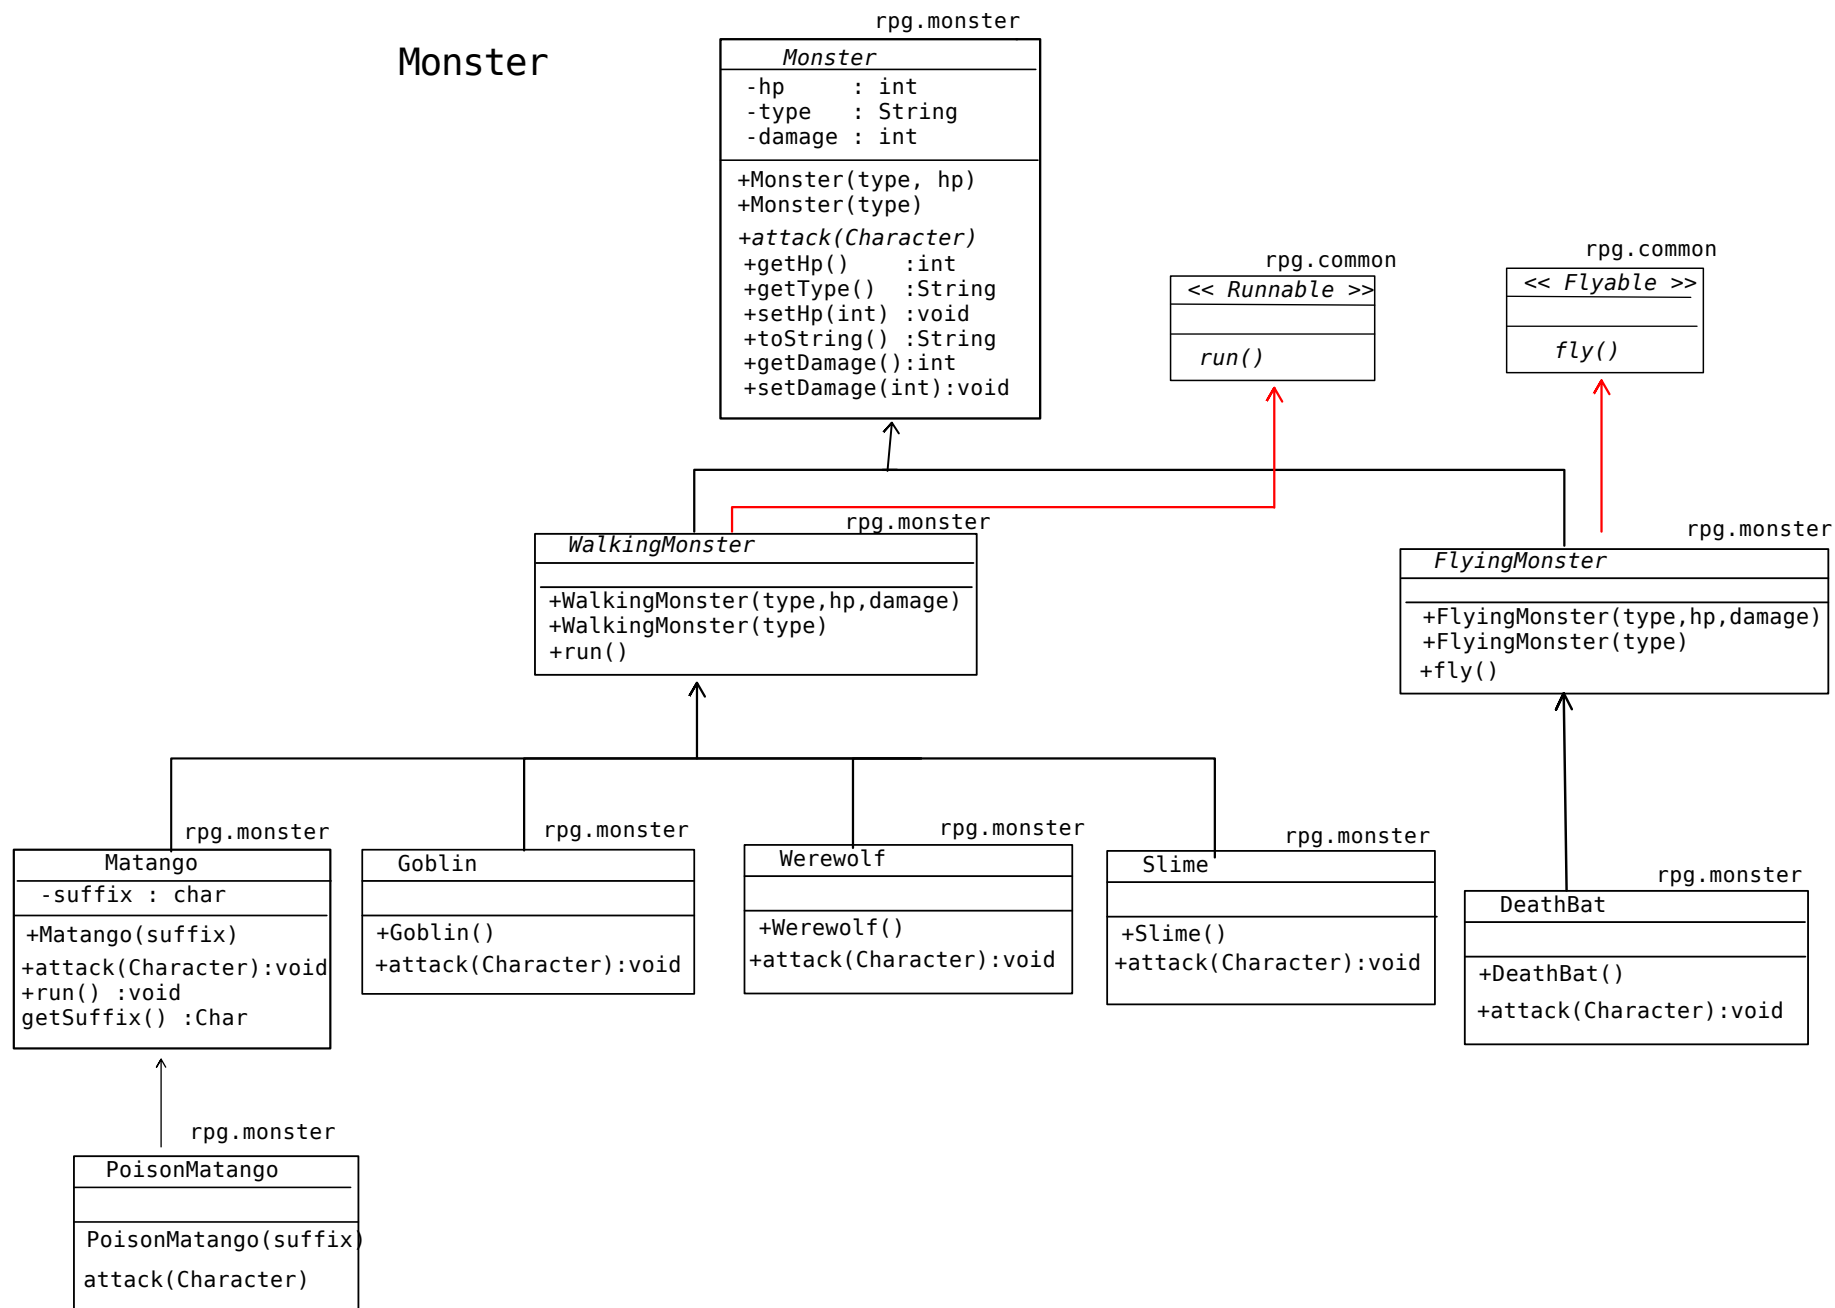 Monster
rpg.monster
Monster
-hp : int
-type : String
-damage : int
+Monster(type, hp)
+Monster(type)
+attack(Character)
+getHp() :int
+getType() :String
+setHp(int) :void
+toString() :String
+getDamage():int
+setDamage(int):void
rpg.common
<< Runnable >>
run()
rpg.common
<< Flyable >>
fly()
rpg.monster
WalkingMonster
+WalkingMonster(type,hp,damage)
+WalkingMonster(type)
+run()
rpg.monster
FlyingMonster
+FlyingMonster(type,hp,damage)
+FlyingMonster(type)
+fly()
rpg.monster
Matango
-suffix : char
+Matango(suffix)
+attack(Character):void
+run() :void
getSuffix() :Char
rpg.monster
Goblin
+Goblin()
+attack(Character):void
rpg.monster
Werewolf
+Werewolf()
+attack(Character):void
rpg.monster
Slime
+Slime()
+attack(Character):void
rpg.monster
DeathBat
+DeathBat()
+attack(Character):void
rpg.monster
PoisonMatango
PoisonMatango(suffix)
attack(Character)